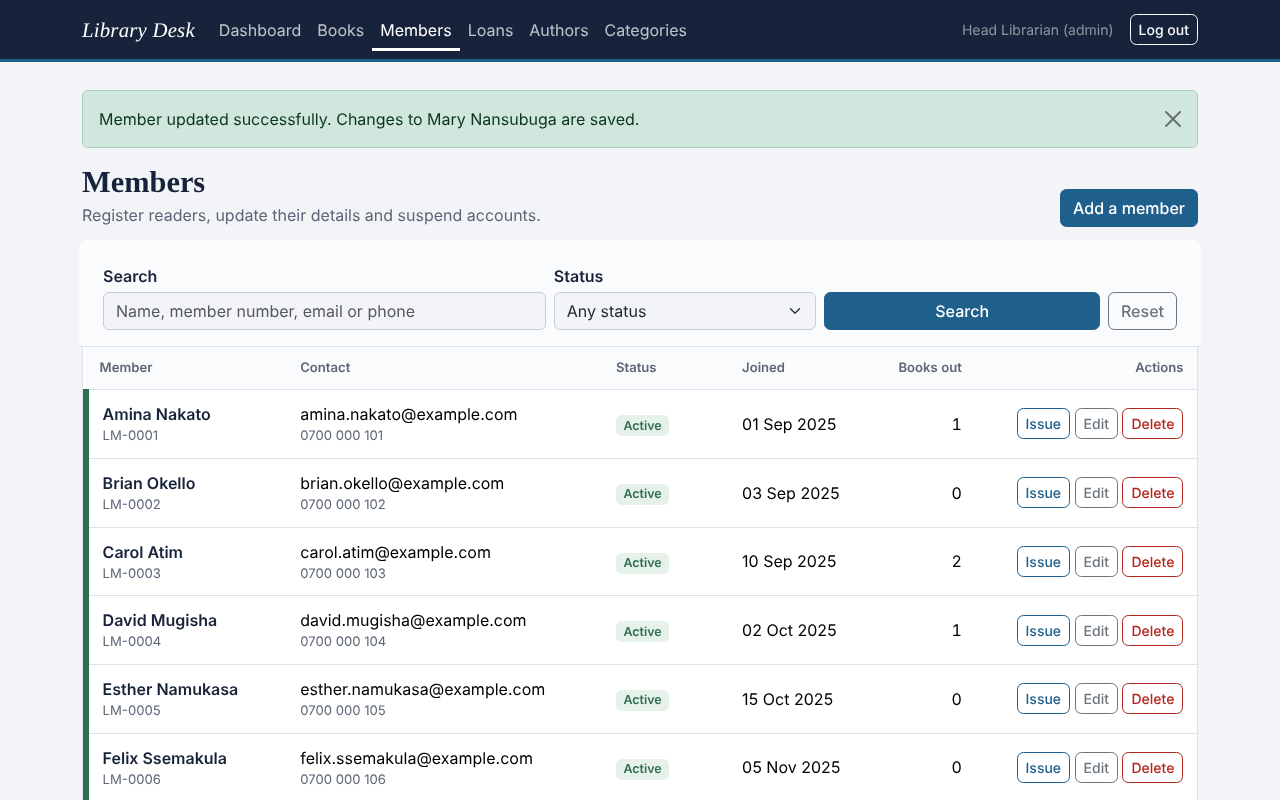 Library Desk Dashboard Books Members Loans Authors Categories Head Librarian (admin) Log out
Member updated successfully. Changes to Mary Nansubuga are saved.
Members
Register readers, update their details and suspend accounts.
Add a member
Search Status
Name, member number, email or phone Any status Search Reset
Member Contact Status Joined Books out Actions
Amina Nakato amina.nakato@example.com Active 01 Sep 2025 1 Issue Edit Delete
LM-0001 0700 000 101
Brian Okello brian.okello@example.com Active 03 Sep 2025 0 Issue Edit Delete
LM-0002 0700 000 102
Carol Atim carol.atim@example.com Active 10 Sep 2025 2 Issue Edit Delete
LM-0003 0700 000 103
David Mugisha david.mugisha@example.com Active 02 Oct 2025 1 Issue Edit Delete
LM-0004 0700 000 104
Esther Namukasa esther.namukasa@example.com Active 15 Oct 2025 0 Issue Edit Delete
LM-0005 0700 000 105
Felix Ssemakula felix.ssemakula@example.com Active 05 Nov 2025 0 Issue Edit Delete
LM-0006 0700 000 106